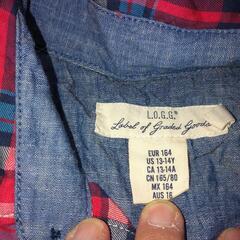 L.O.G.G.®
Label of Graded Goods
EUR 164
US 13-14Y
CA 13-14A
CN 165/80
MX 164
AUS 16